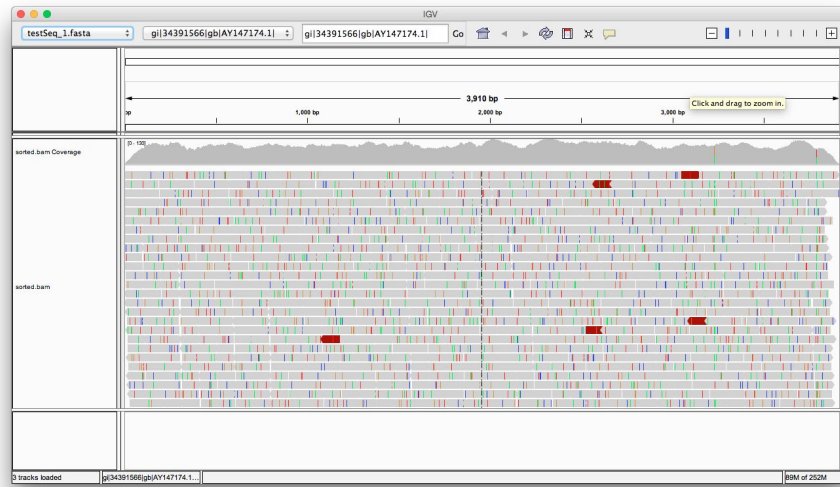 IGV
testSeq_1.fasta gi|34391566|gb|AY147174.1| gi|34391566|gb|AY147174.1| Go
3,910 bp
Click and drag to zoom in.
bp 1,000 bp 2,000 bp 3,000 bp
sorted.bam Coverage
[0 - 100]
sorted.bam
3 tracks loaded gi|34391566|gb|AY147174.1... 89M of 252M